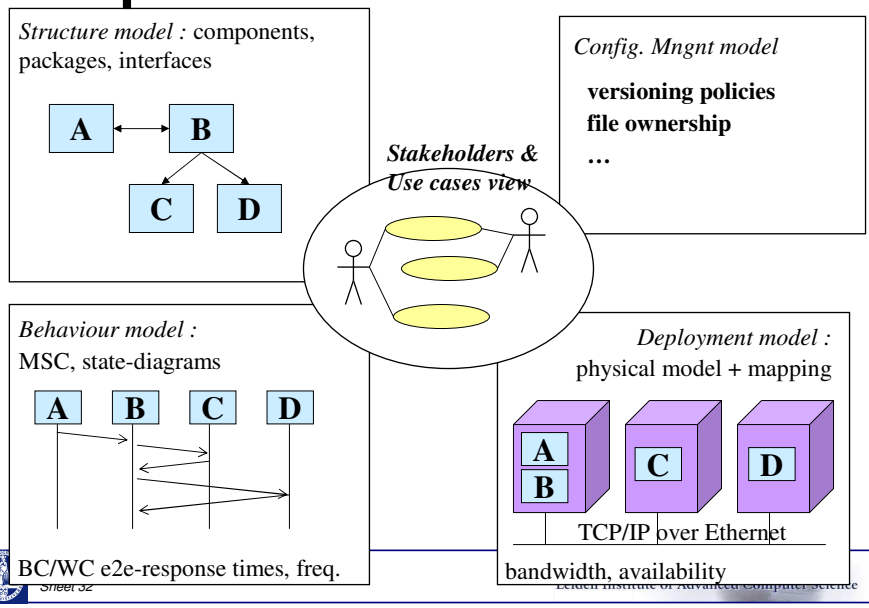 Structure model : components,
packages, interfaces
A B
C D
Config. Mngnt model
versioning policies
file ownership
…
Stakeholders &
Use cases view
Behaviour model :
MSC, state-diagrams
A B C D
BC/WC e2e-response times, freq.
Deployment model :
physical model + mapping
A C D
B
TCP/IP over Ethernet
bandwidth, availability
Sheet 32
Leiden Institute of Advanced Computer Science